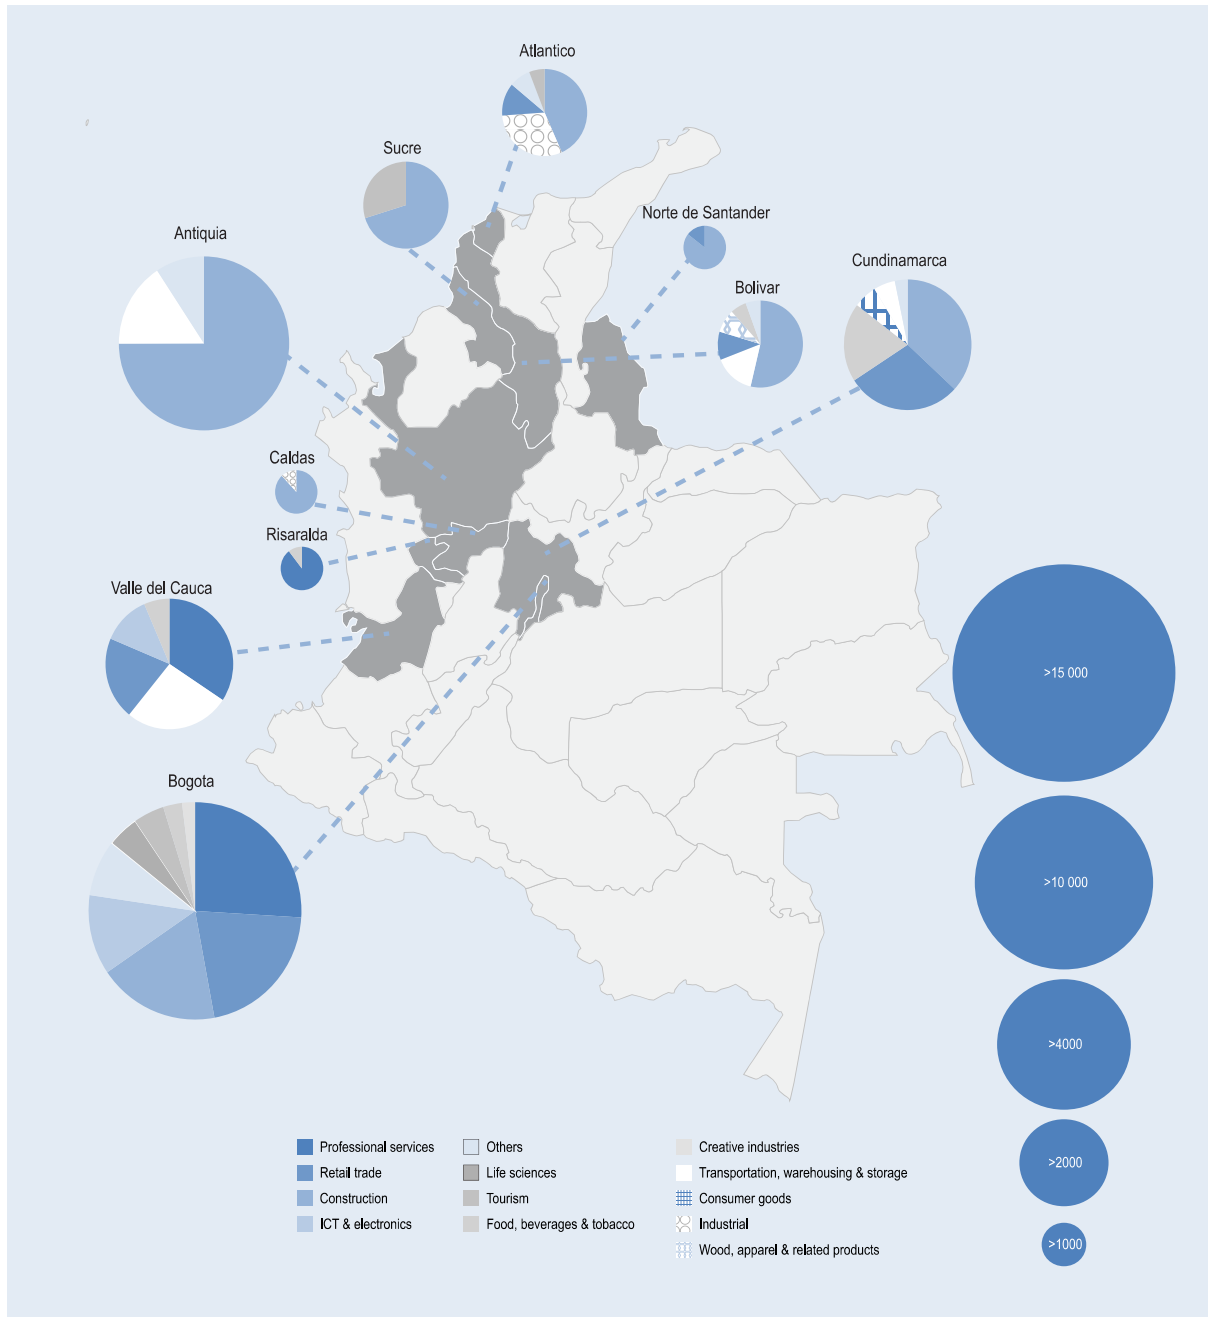 Atlantico
Sucre
Norte de Santander
Antiquia
Cundinamarca
Bolivar
Caldas
Risaralda
Valle del Cauca
>15 000
Bogota
>10 000
>4000
Professional services
Others
Creative industries
Retail trade
Life sciences
Transportation, warehousing & storage
>2000
Construction
Tourism
Consumer goods
ICT & electronics
Food, beverages & tobacco
Industrial
>1000
Wood, apparel & related products